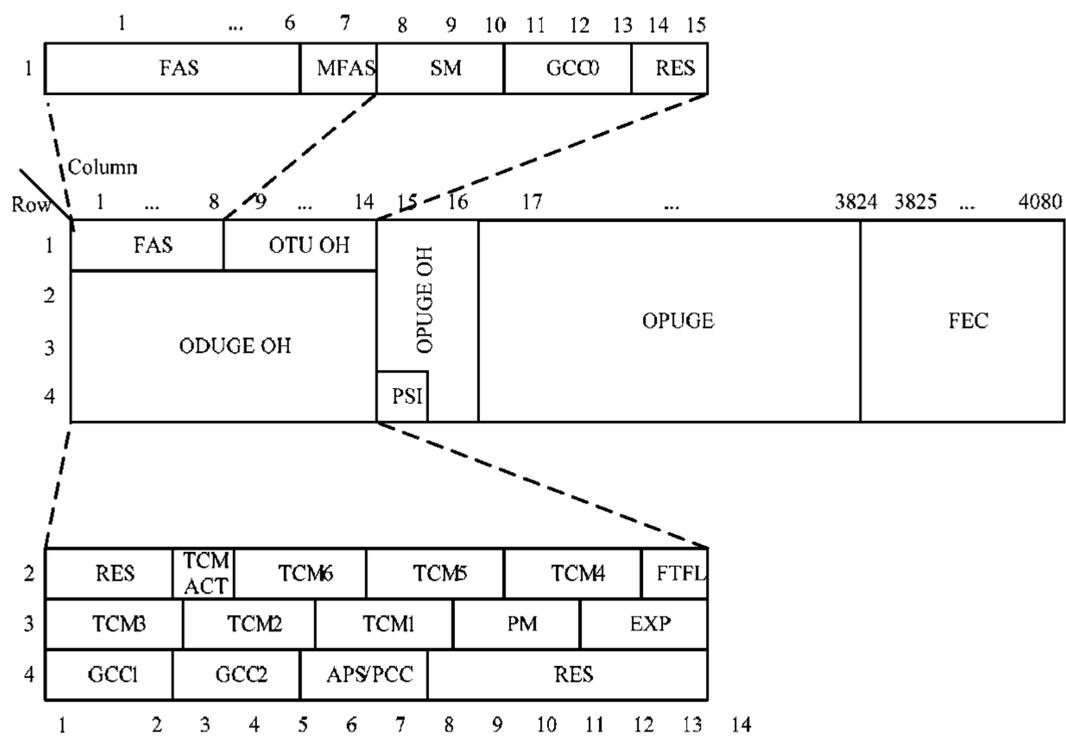 1 ... 6 7 8 9 10 11 12 13 14 15
1 FAS MFAS SM GCC0 RES
Column
Row 1 ... 8 9 ... 14 15 16 17 ... 3824 3825 ... 4080
1 FAS OTU OH
OPUGE OH
2
3 ODUGE OH
OPUGE FEC
4 PSI
2 RES TCM ACT TCM6 TCM5 TCM4 FTFL
3 TCM3 TCM2 TCM1 PM EXP
4 GCC1 GCC2 APS/PCC RES
1 2 3 4 5 6 7 8 9 10 11 12 13 14